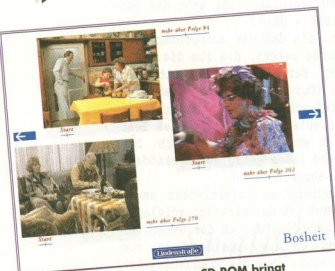 mehr über Folge 84
Start
Start
mehr über Folge 202
mehr über Folge 270
Start
Lindenstraße
Bosheit
CD-ROM bringt